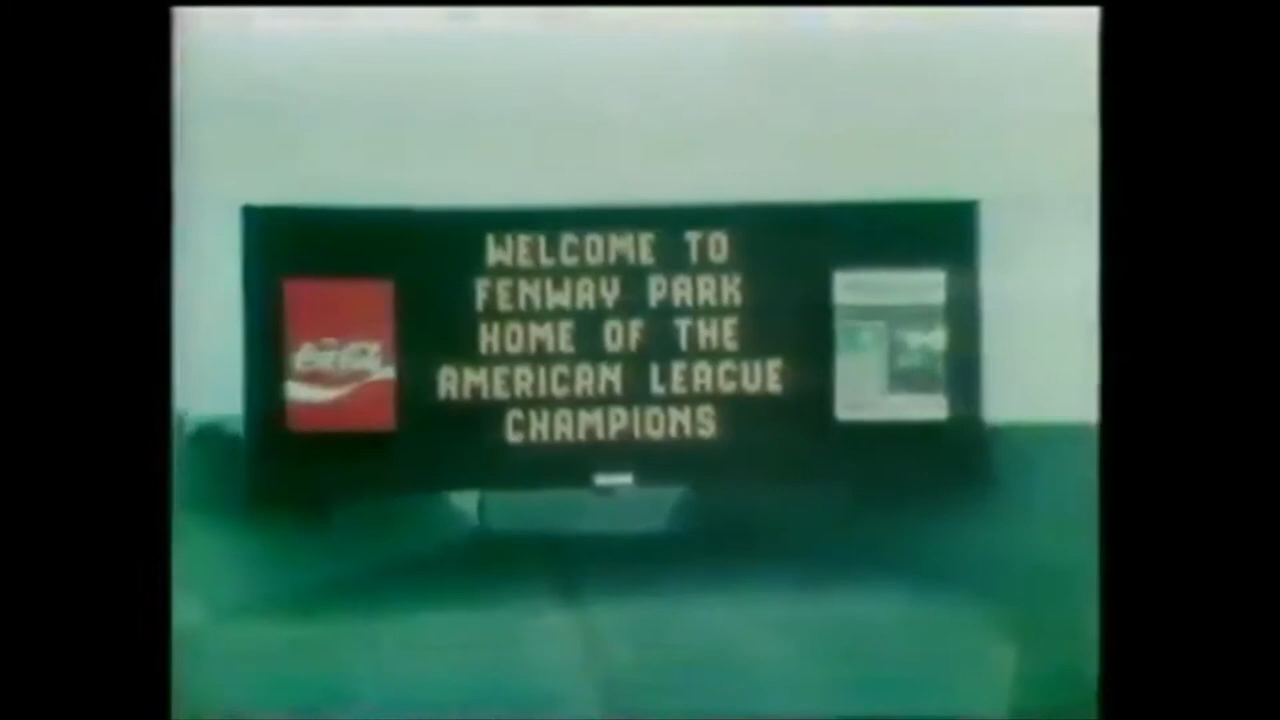 WELCOME TO
FENWAY PARK
HOME OF THE
AMERICAN LEAGUE
CHAMPIONS
Coca-Cola